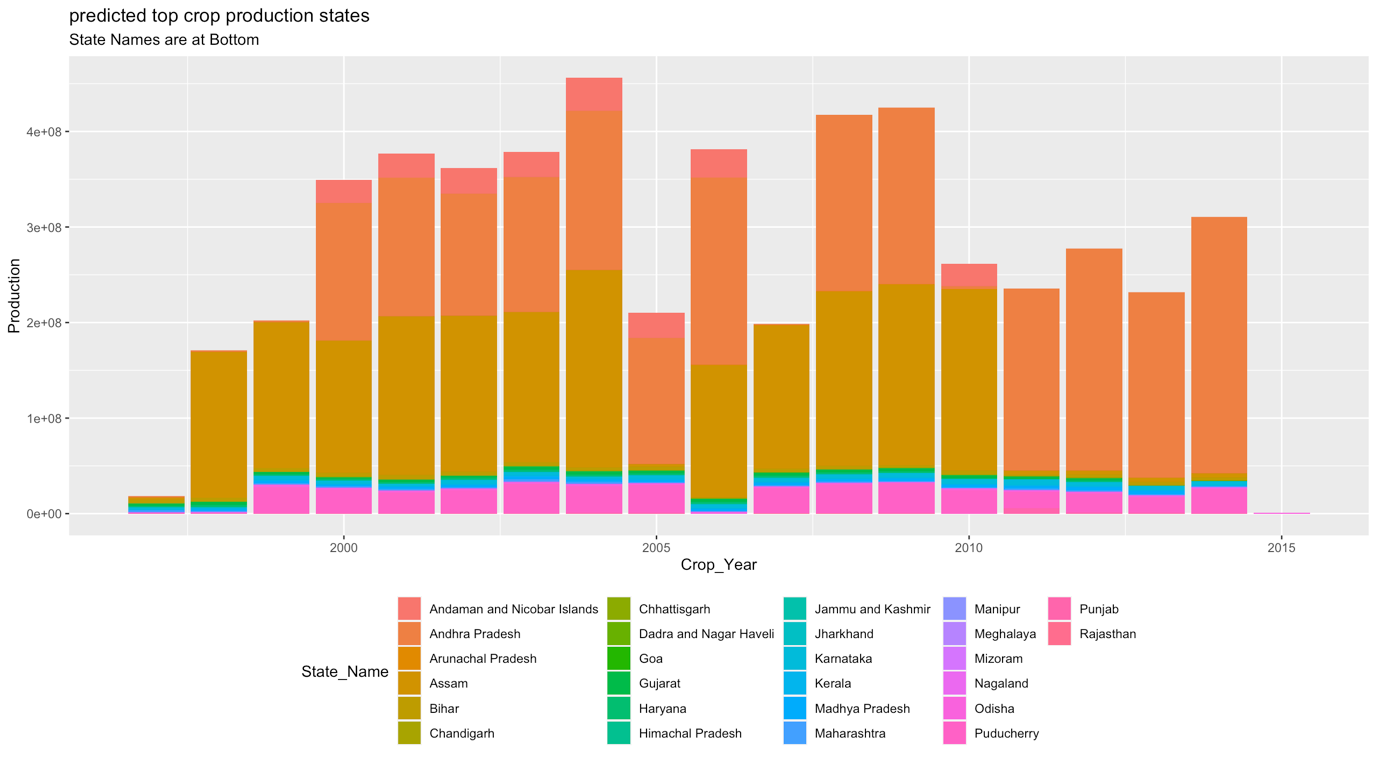 predicted top crop production states
State Names are at Bottom
4e+08
3e+08
2e+08
1e+08
0e+00
Production
2000 2005 2010 2015
Crop_Year
State_Name
Andaman and Nicobar Islands
Andhra Pradesh
Arunachal Pradesh
Assam
Bihar
Chandigarh
Chhattisgarh
Dadra and Nagar Haveli
Goa
Gujarat
Haryana
Himachal Pradesh
Jammu and Kashmir
Jharkhand
Karnataka
Kerala
Madhya Pradesh
Maharashtra
Manipur
Meghalaya
Mizoram
Nagaland
Odisha
Puducherry
Punjab
Rajasthan